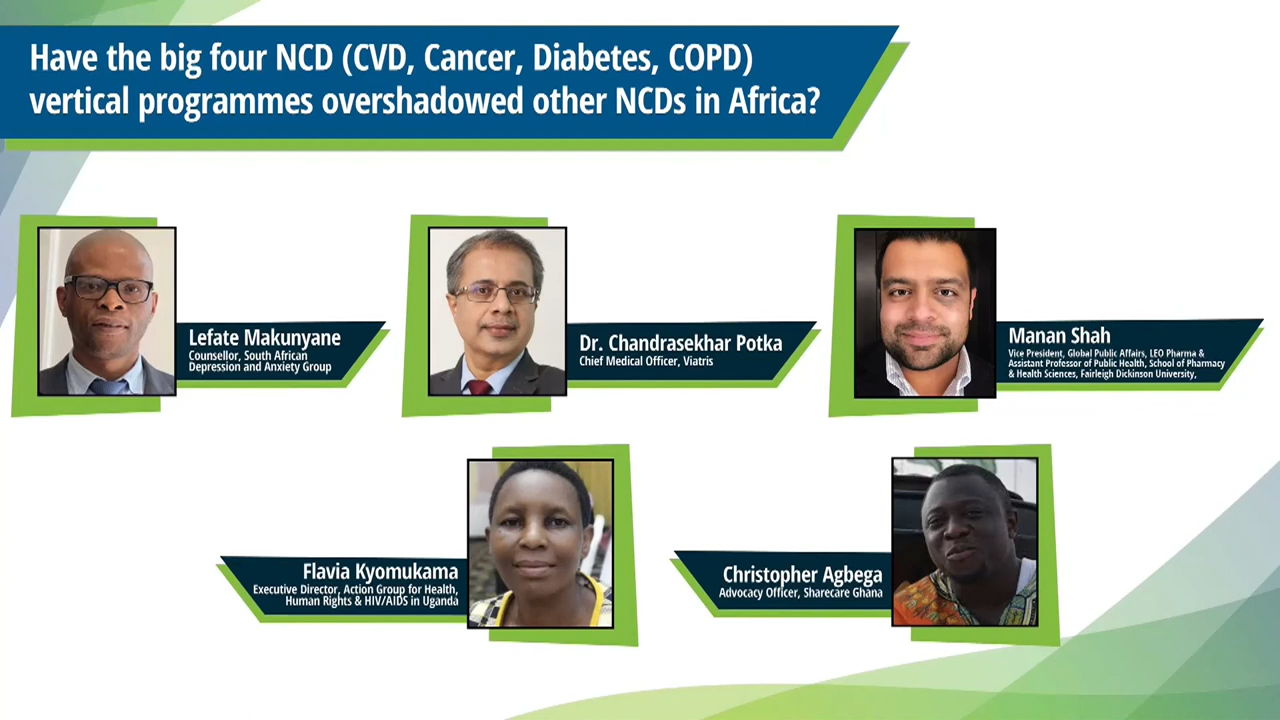 Have the big four NCD (CVD, Cancer, Diabetes, COPD)
vertical programmes overshadowed other NCDs in Africa?
Lefate Makunyane
Counsellor, South African
Depression and Anxiety Group
Dr. Chandrasekhar Potka
Chief Medical Officer, Viatris
Manan Shah
Vice President, Global Public Affairs, LEO Pharma &
Assistant Professor of Public Health, School of Pharmacy
& Health Sciences, Fairleigh Dickinson University,
Flavia Kyomukama
Executive Director, Action Group for Health,
Human Rights & HIV/AIDS in Uganda
Christopher Agbega
Advocacy Officer, Sharecare Ghana